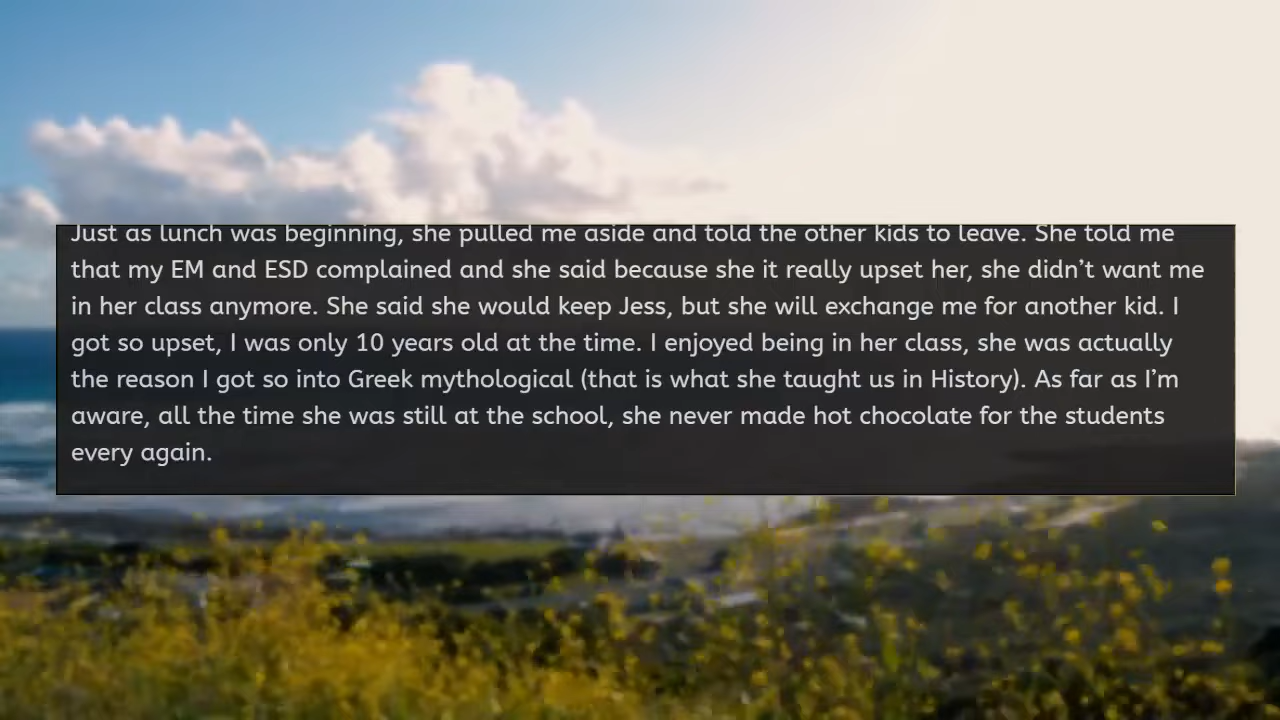 Just as lunch was beginning, she pulled me aside and told the other kids to leave. She told me
that my EM and ESD complained and she said because she it really upset her, she didn’t want me
in her class anymore. She said she would keep Jess, but she will exchange me for another kid. I
got so upset, I was only 10 years old at the time. I enjoyed being in her class, she was actually
the reason I got so into Greek mythological (that is what she taught us in History). As far as I’m
aware, all the time she was still at the school, she never made hot chocolate for the students
every again.